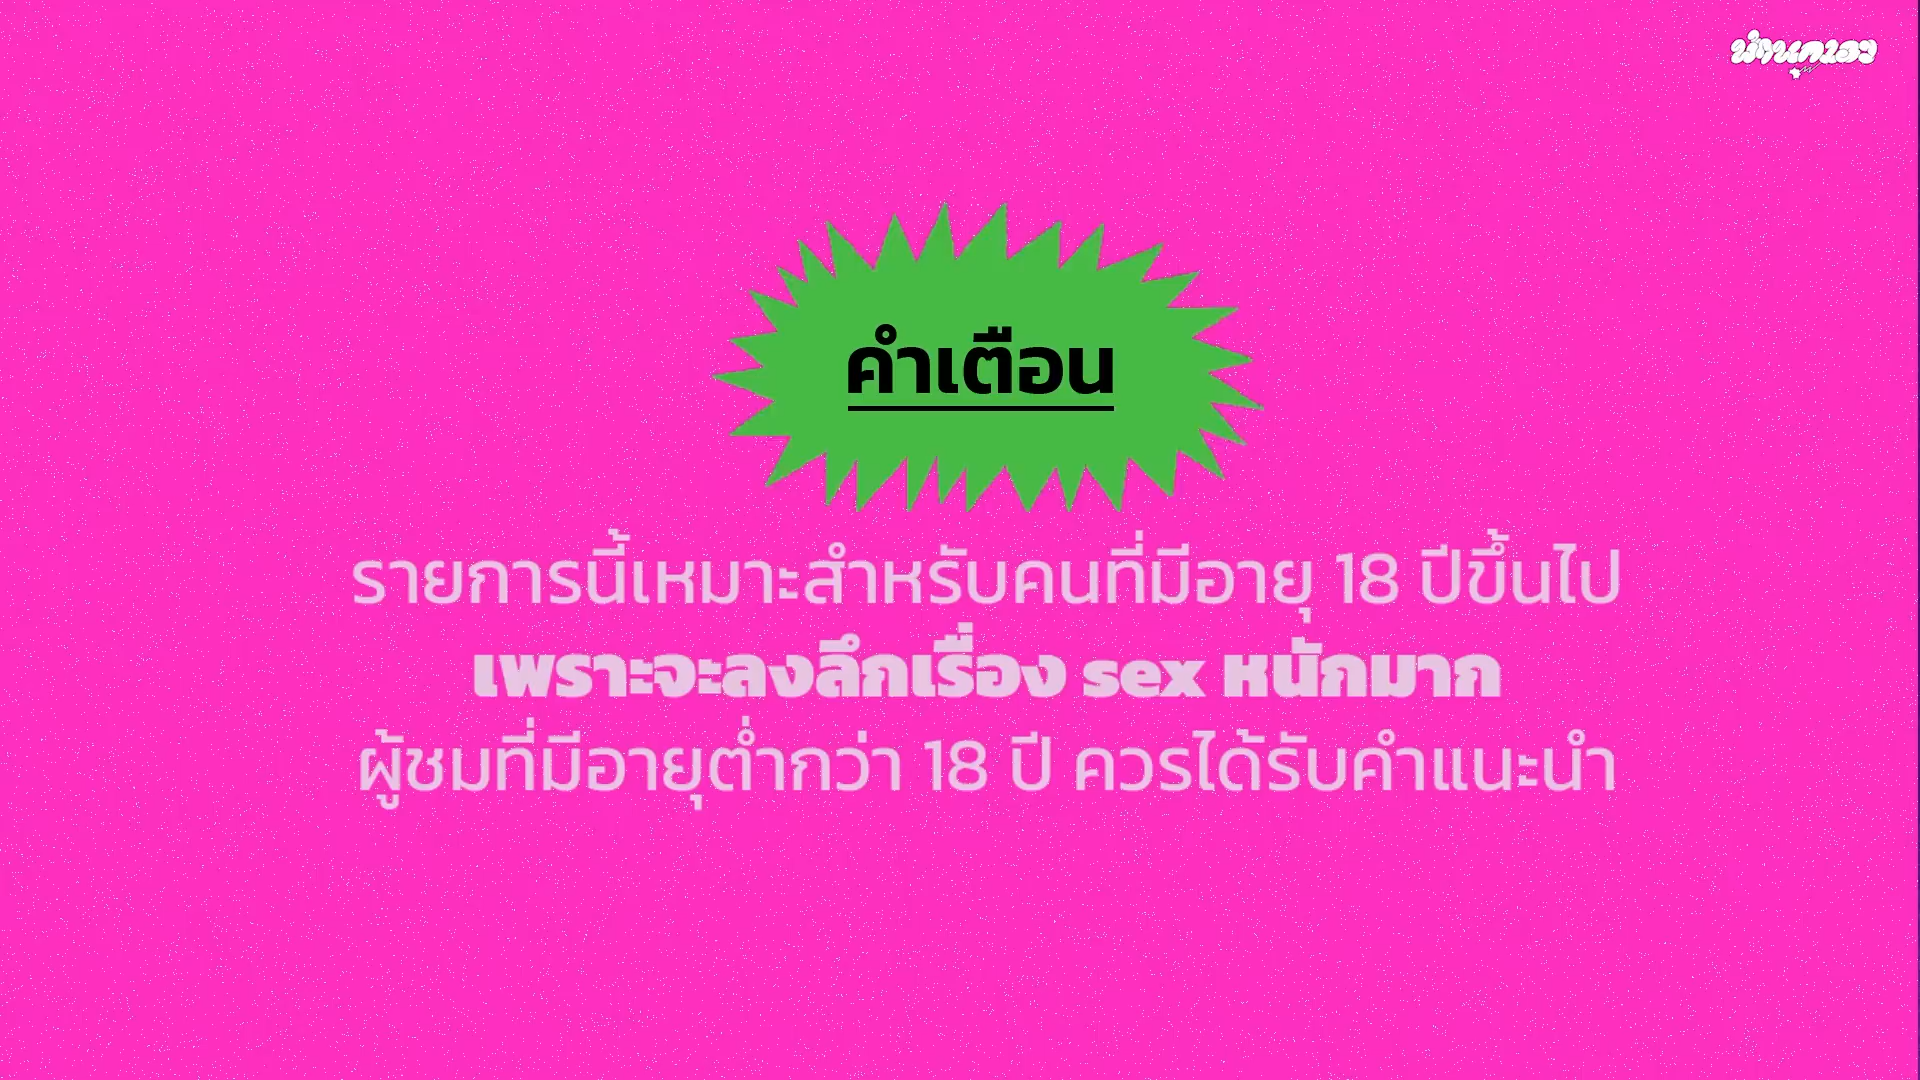 คำเตือน
รายการนี้เหมาะสำหรับคนที่มีอายุ 18 ปีขึ้นไป
เพราะจะลงลึกเรื่อง sex หนักมาก
ผู้ชมที่มีอายุต่ำกว่า 18 ปี ควรได้รับคำแนะนำ